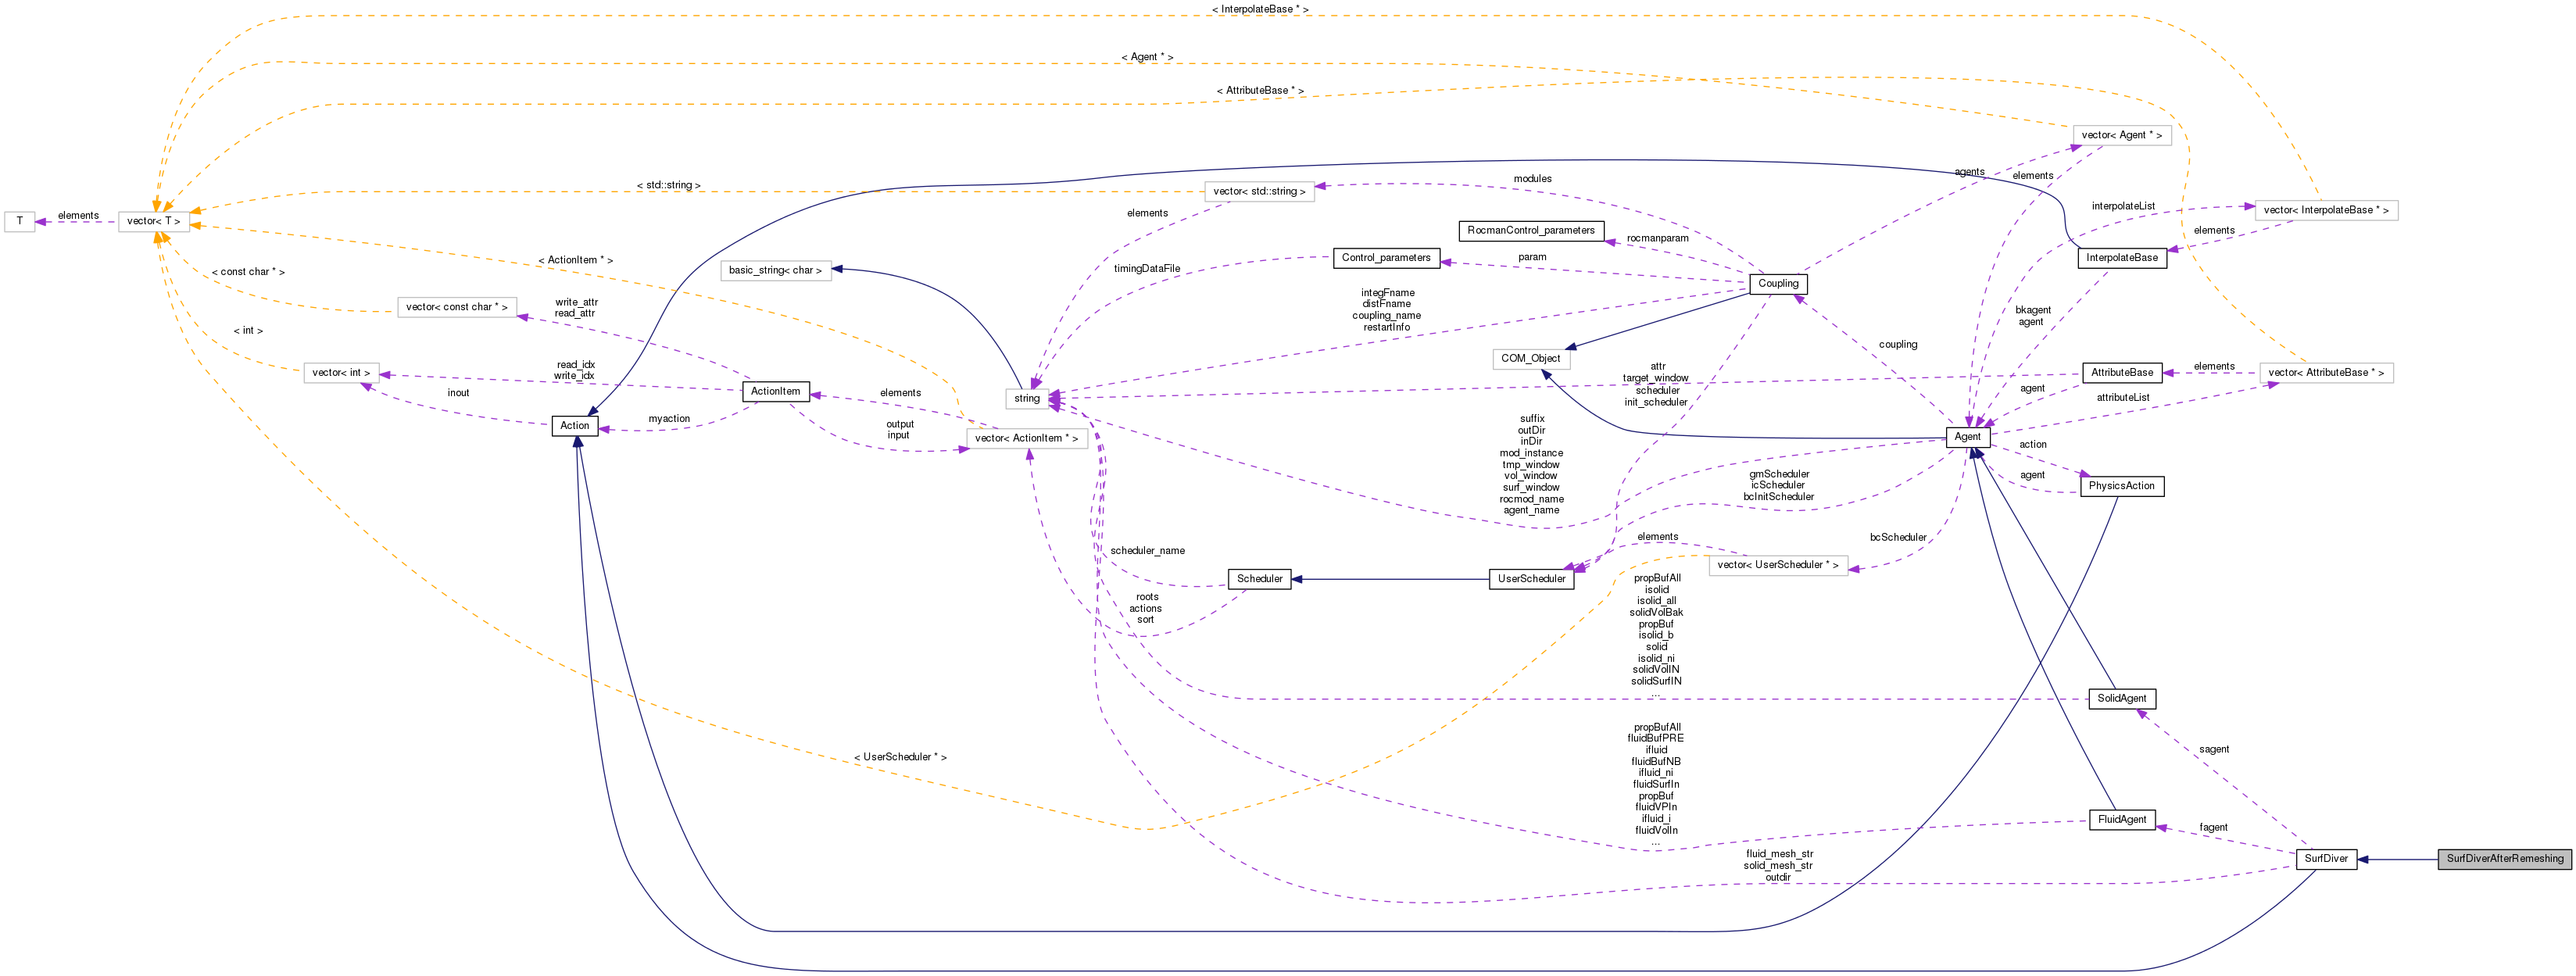 < InterpolateBase * >
< Agent * >
< AttributeBase * >
vector< Agent * >
agents
elements
modules
< std::string >
vector< std::string >
elements
T
elements
vector< T >
interpolateList
vector< InterpolateBase * >
elements
RocmanControl_parameters
rocmanparam
InterpolateBase
Control_parameters
param
timingDataFile
basic_string< char >
< ActionItem * >
< const char * >
Coupling
integFname
distFname
coupling_name
restartInfo
vector< const char * >
write_attr
read_attr
bkagent
agent
< int >
coupling
COM_Object
vector< int >
read_idx
write_idx
attr
target_window
scheduler
init_scheduler
AttributeBase
elements
vector< AttributeBase * >
inout
ActionItem
elements
string
agent
attributeList
Action
myaction
output
input
vector< ActionItem * >
suffix
outDir
inDir
mod_instance
tmp_window
vol_window
surf_window
rocmod_name
agent_name
Agent
action
agent
PhysicsAction
gmScheduler
icScheduler
bcInitScheduler
bcScheduler
elements
vector< UserScheduler * >
scheduler_name
Scheduler
UserScheduler
roots
actions
sort
propBufAll
isolid
isolid_all
solidVolBak
propBuf
isolid_b
solid
isolid_ni
solidVolIN
solidSurfIN
...
SolidAgent
sagent
< UserScheduler * >
propBufAll
fluidBufPRE
ifluid
fluidBufNB
ifluid_ni
fluidSurfIn
propBuf
fluidVPIn
ifluid_i
fluidVolIn
...
FluidAgent
fagent
fluid_mesh_str
solid_mesh_str
outdir
SurfDiver
SurfDiverAfterRemeshing